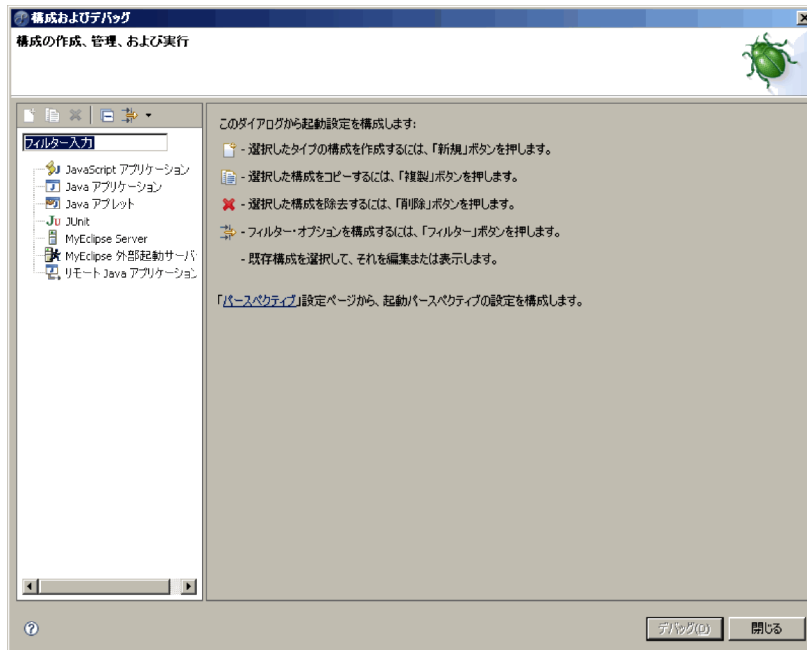 構成およびデバッグ
構成の作成、管理、および実行
フィルター入力
JavaScript アプリケーション
Java アプリケーション
Java アプレット
JUnit
MyEclipse Server
MyEclipse 外部起動サーバ
リモート Java アプリケーション
このダイアログから起動設定を構成します:
- 選択したタイプの構成を作成するには、「新規」ボタンを押します。
- 選択した構成をコピーするには、「複製」ボタンを押します。
- 選択した構成を除去するには、「削除」ボタンを押します。
- フィルター・オプションを構成するには、「フィルター」ボタンを押します。
- 既存構成を選択して、それを編集または表示します。
「パースペクティブ」設定ページから、起動パースペクティブの設定を構成します。
デバッグ(D)
閉じる